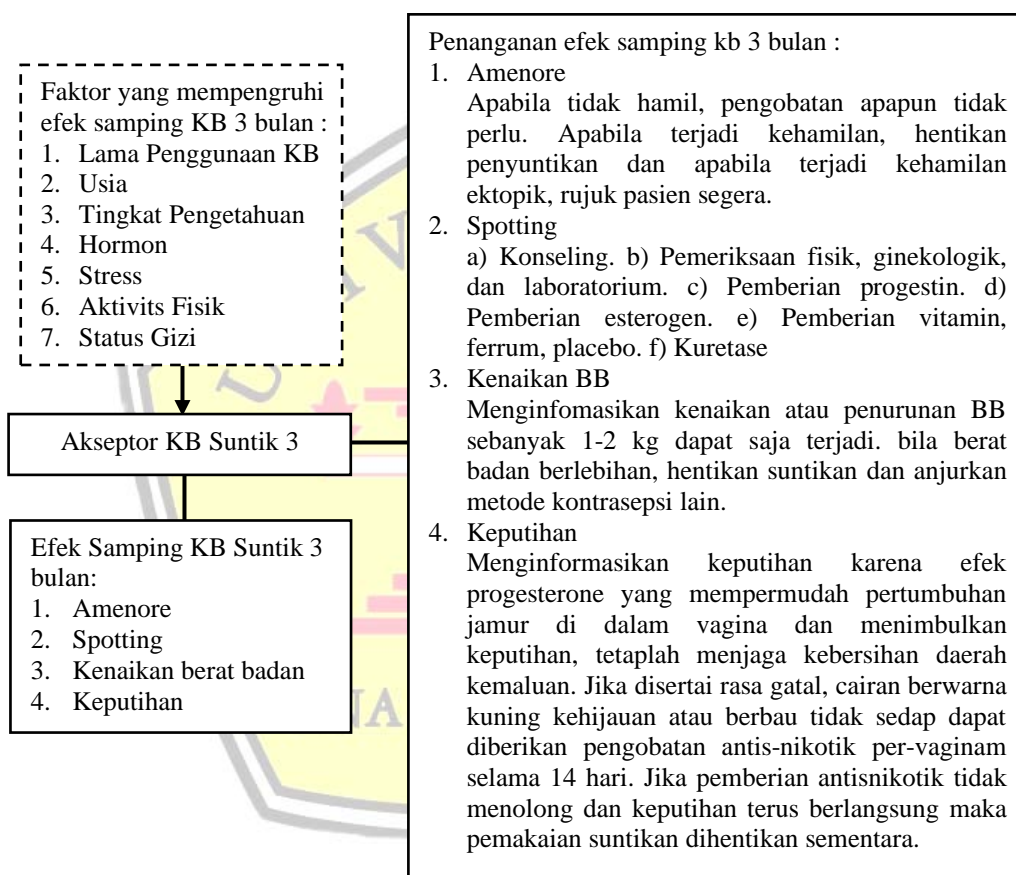 Faktor yang mempengruhi
efek samping KB 3 bulan :
1. Lama Penggunaan KB
2. Usia
3. Tingkat Pengetahuan
4. Hormon
5. Stress
6. Aktivits Fisik
7. Status Gizi
Akseptor KB Suntik 3
Efek Samping KB Suntik 3
bulan:
1. Amenore
2. Spotting
3. Kenaikan berat badan
4. Keputihan
Penanganan efek samping kb 3 bulan :
1. Amenore
Apabila tidak hamil, pengobatan apapun tidak
perlu. Apabila terjadi kehamilan, hentikan
penyuntikan dan apabila terjadi kehamilan
ektopik, rujuk pasien segera.
2. Spotting
a) Konseling. b) Pemeriksaan fisik, ginekologik,
dan laboratorium. c) Pemberian progestin. d)
Pemberian esterogen. e) Pemberian vitamin,
ferrum, placebo. f) Kuretase
3. Kenaikan BB
Menginfomasikan kenaikan atau penurunan BB
sebanyak 1-2 kg dapat saja terjadi. bila berat
badan berlebihan, hentikan suntikan dan anjurkan
metode kontrasepsi lain.
4. Keputihan
Menginformasikan keputihan karena efek
progesterone yang mempermudah pertumbuhan
jamur di dalam vagina dan menimbulkan
keputihan, tetaplah menjaga kebersihan daerah
kemaluan. Jika disertai rasa gatal, cairan berwarna
kuning kehijauan atau berbau tidak sedap dapat
diberikan pengobatan antis-nikotik per-vaginam
selama 14 hari. Jika pemberian antisnikotik tidak
menolong dan keputihan terus berlangsung maka
pemakaian suntikan dihentikan sementara.